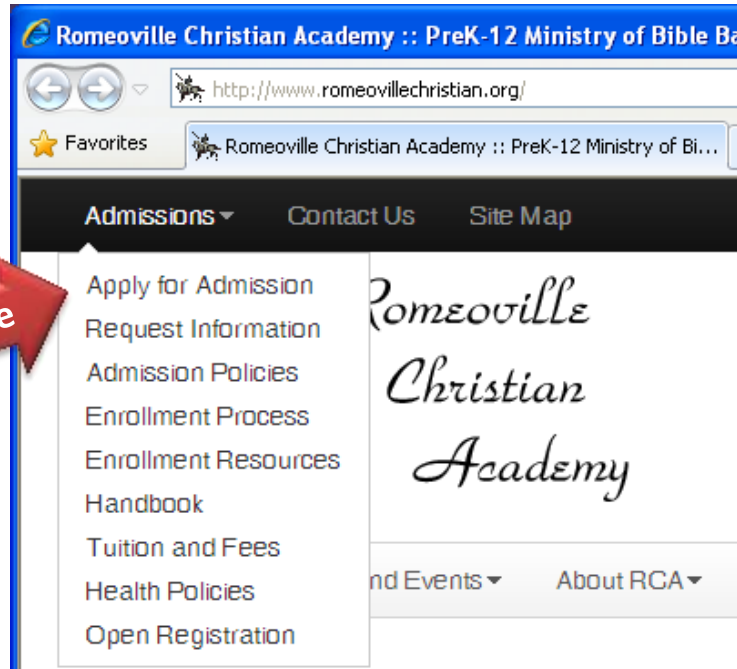 Romeoville Christian Academy :: PreK-12 Ministry of Bible Ba
http://www.romeovillechristian.org/
Favorites Romeoville Christian Academy :: PreK-12 Ministry of Bi...
Admissions Contact Us Site Map
Apply for Admission
Request Information
Admission Policies
Enrollment Process
Enrollment Resources
Handbook
Tuition and Fees
Health Policies
Open Registration
Romeoville
Christian
Academy
nd Events About RCA
e